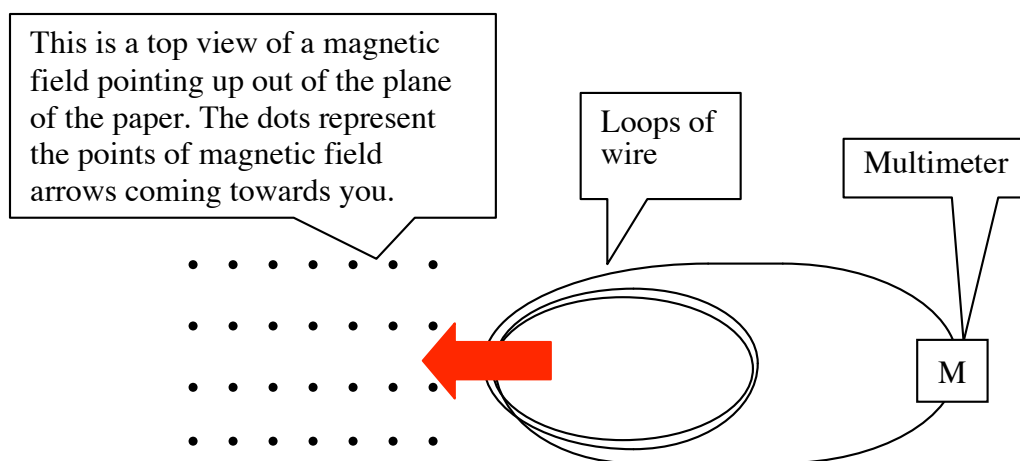 This is a top view of a magnetic
field pointing up out of the plane
of the paper. The dots represent
the points of magnetic field
arrows coming towards you.
Loops of
wire
Multimeter
M